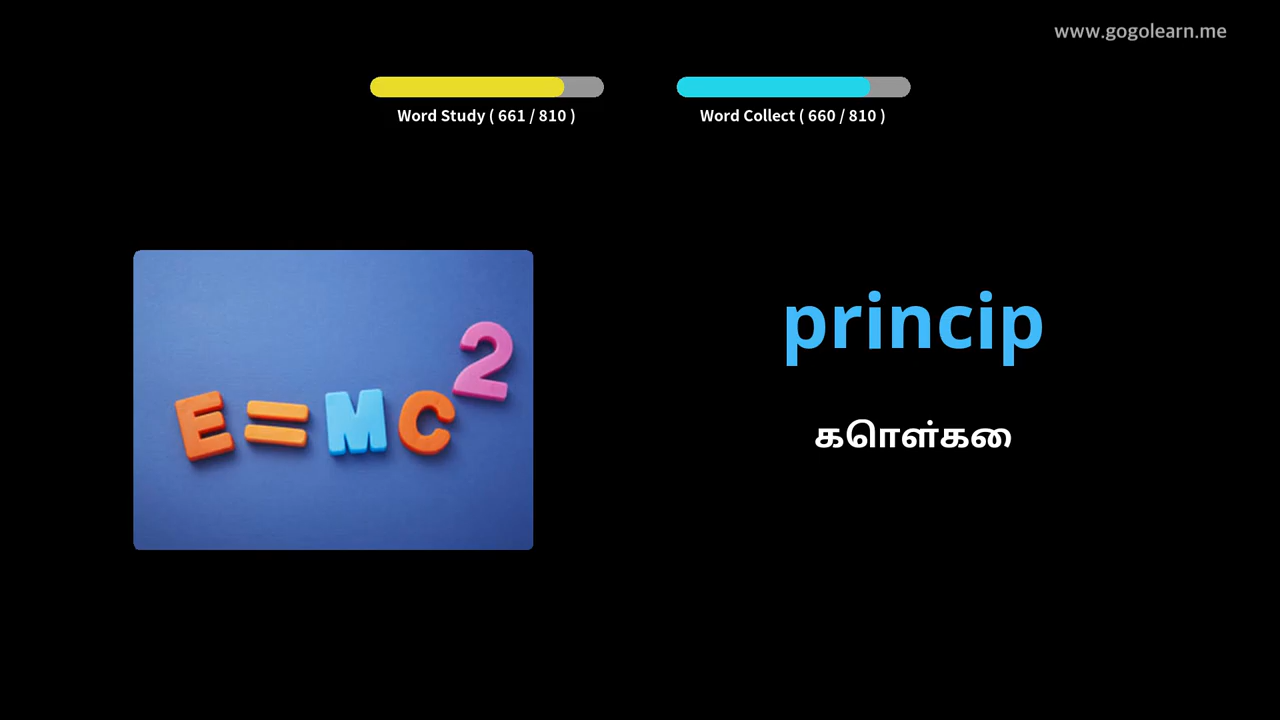 www.gogolearn.me
Word Study ( 661 / 810 )
Word Collect ( 660 / 810 )
E=MC²
princip
கொள்கை